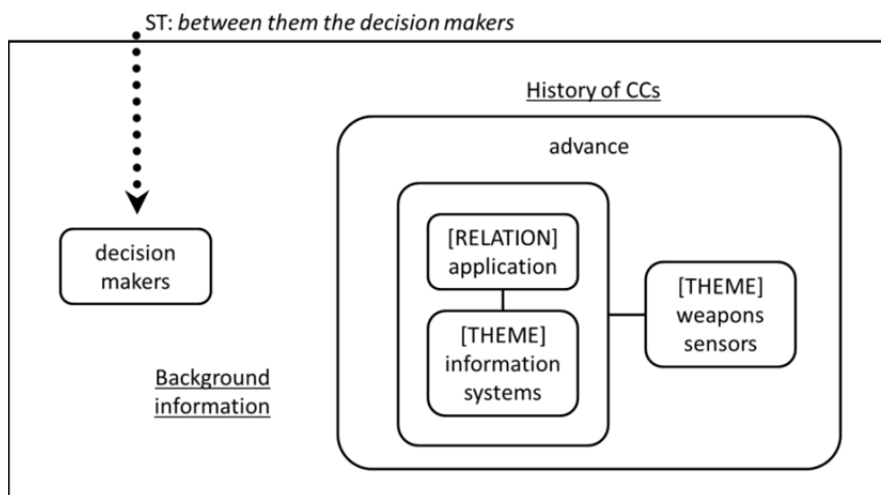 ST: between them the decision makers
History of CCs
advance
[RELATION]
application
decision
makers
[THEME]
weapons
sensors
[THEME]
information
systems
Background
information